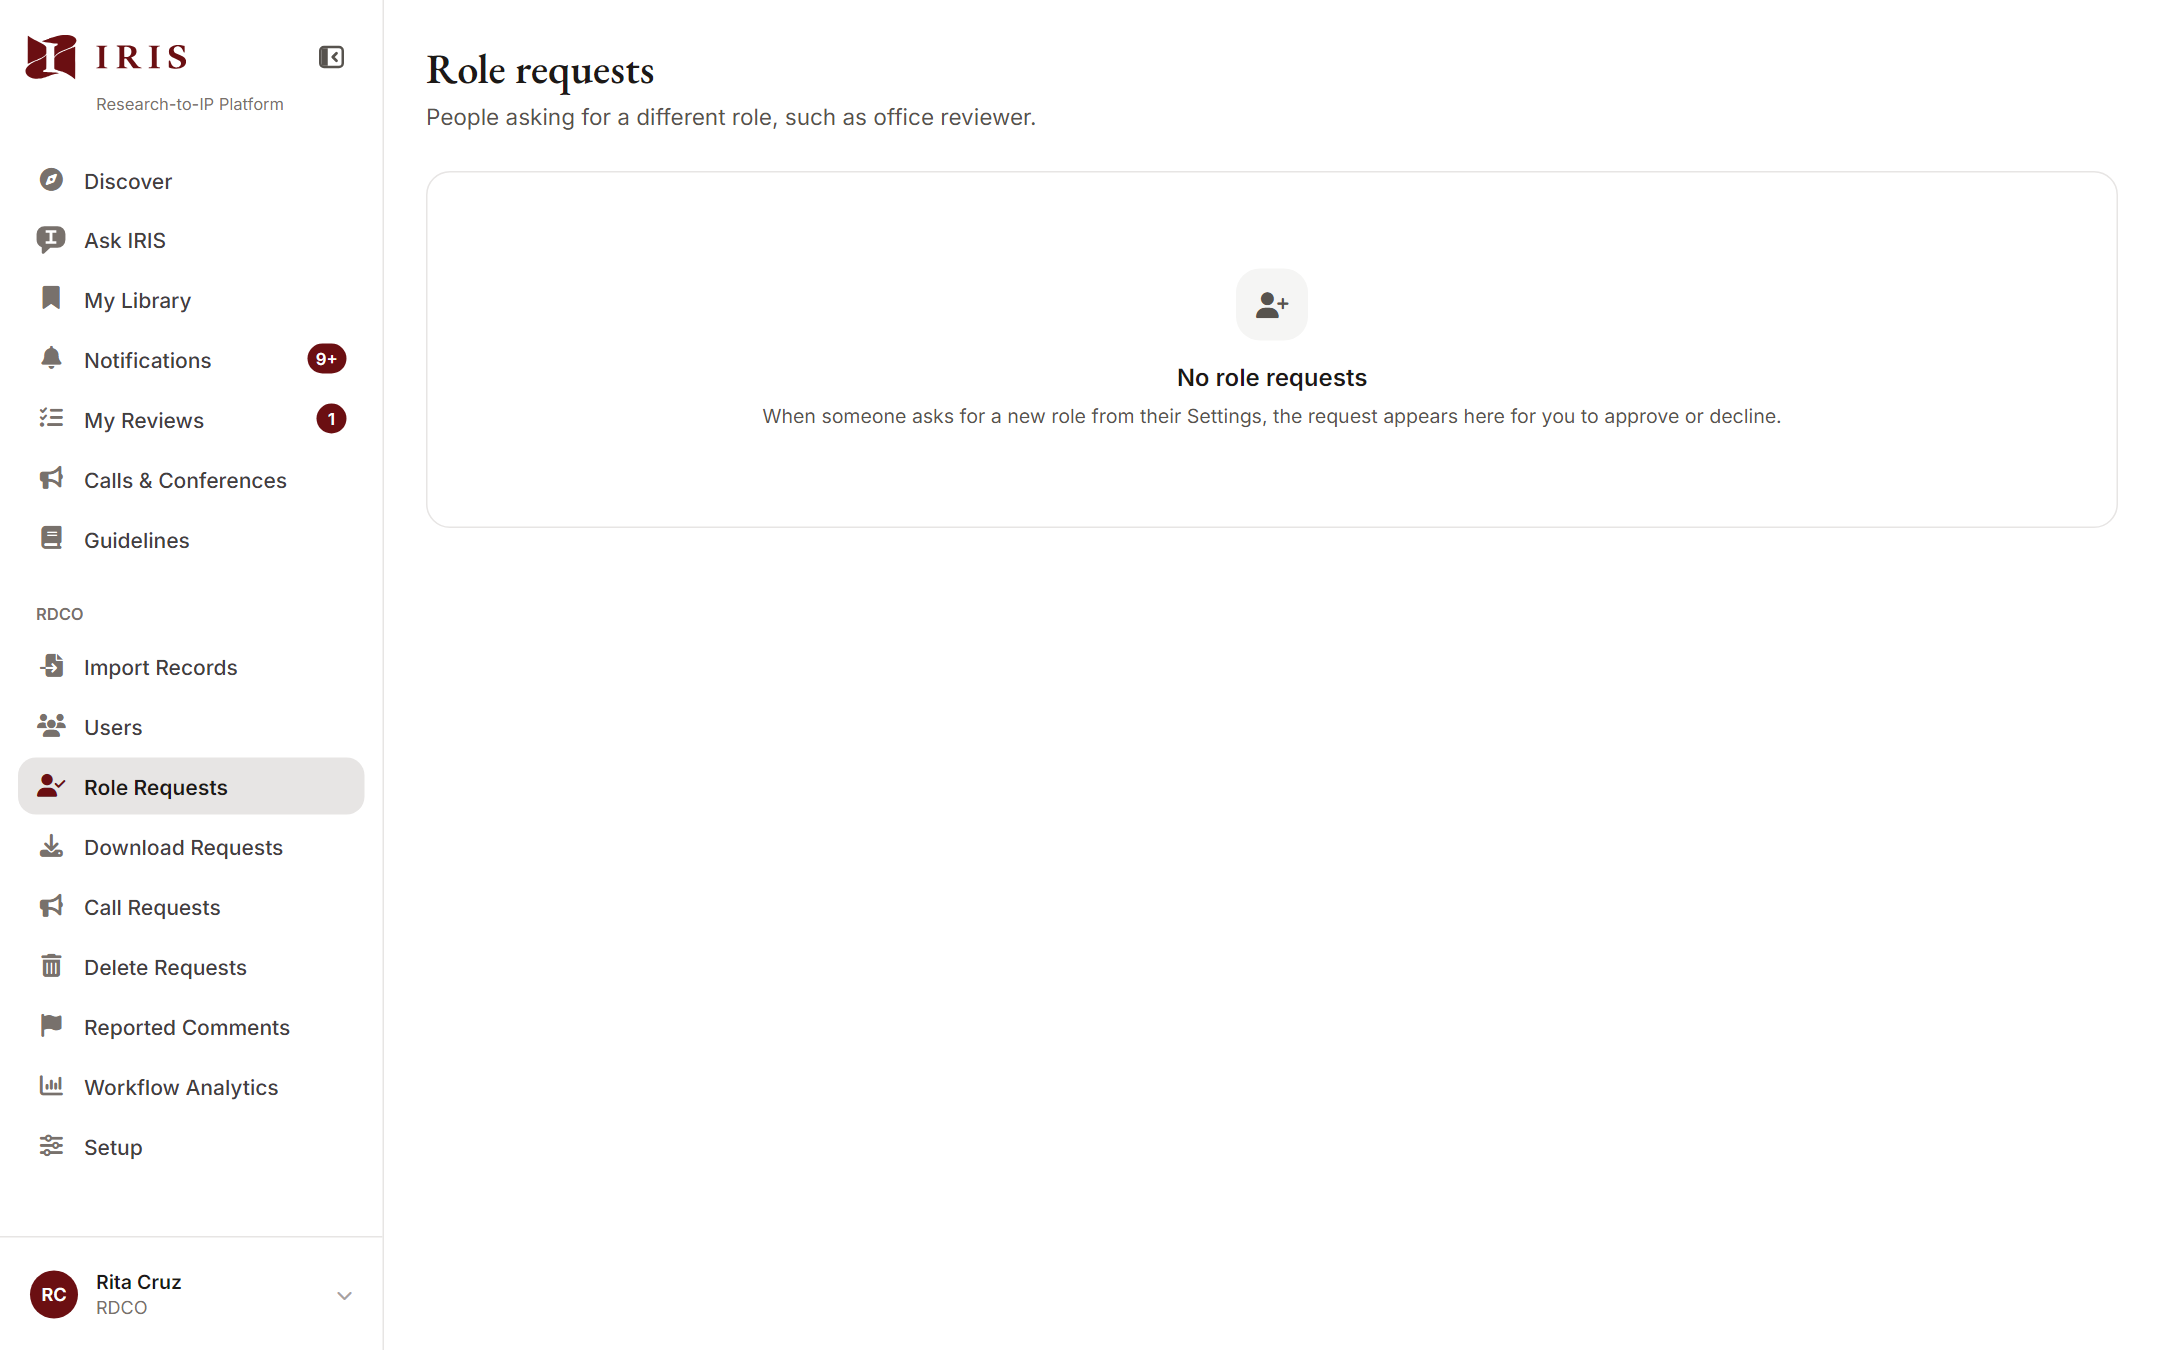 IRIS
Research-to-IP Platform
Discover
Ask IRIS
My Library
Notifications
9+
My Reviews
1
Calls & Conferences
Guidelines
RDCO
Import Records
Users
Role Requests
Download Requests
Call Requests
Delete Requests
Reported Comments
Workflow Analytics
Setup
RC
Rita Cruz
RDCO
Role requests
People asking for a different role, such as office reviewer.
No role requests
When someone asks for a new role from their Settings, the request appears here for you to approve or decline.